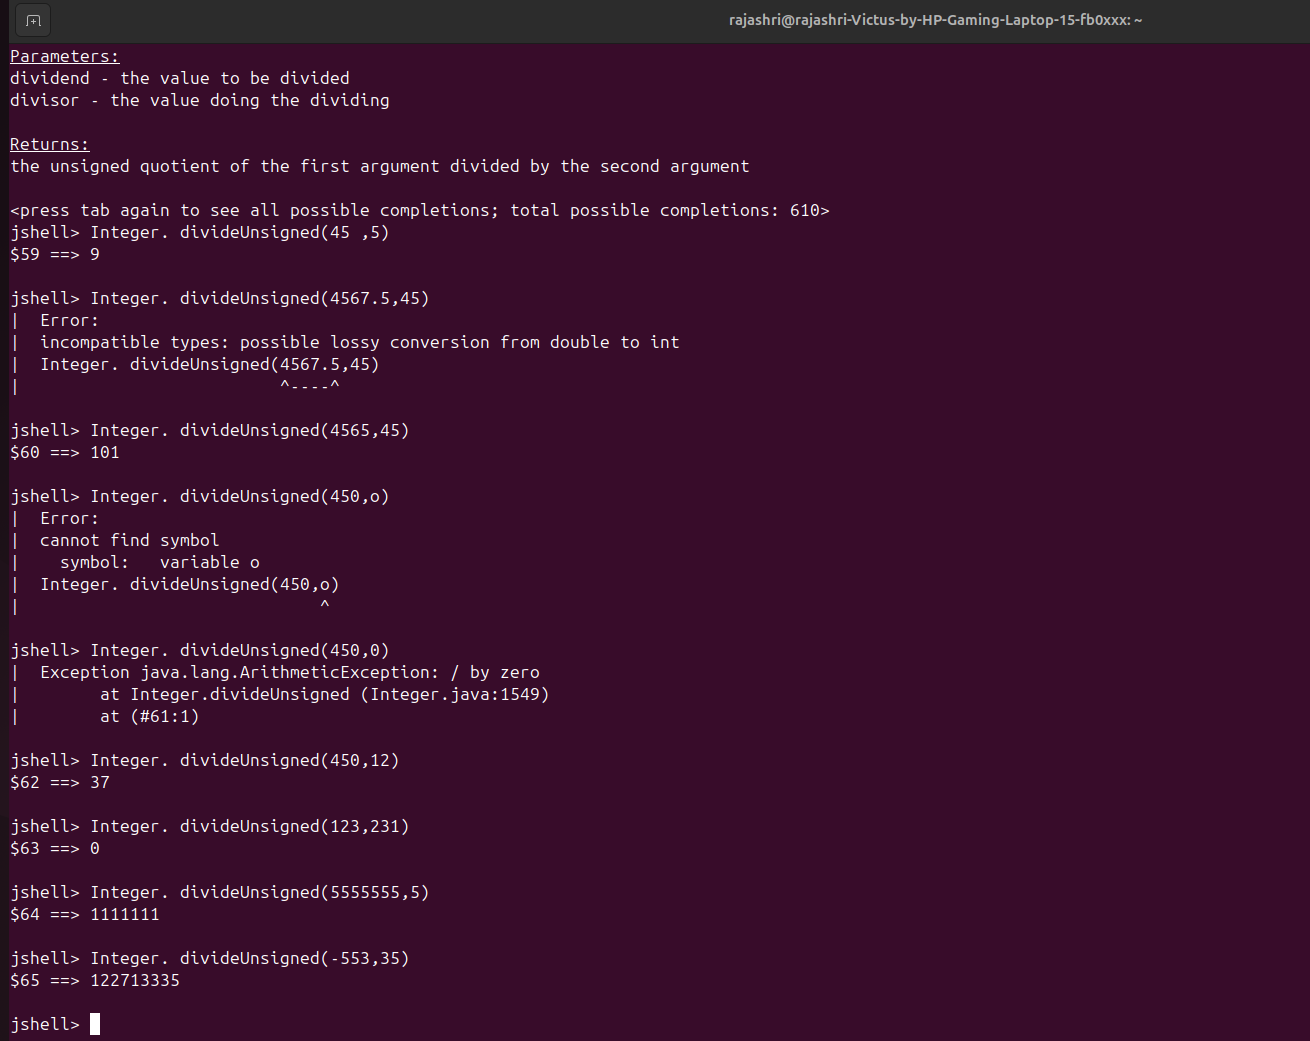 rajashri@rajashri-Victus-by-HP-Gaming-Laptop-15-fb0xxx: ~
Parameters:
dividend - the value to be divided
divisor - the value doing the dividing

Returns:
the unsigned quotient of the first argument divided by the second argument

<press tab again to see all possible completions; total possible completions: 610>
jshell> Integer. divideUnsigned(45 ,5)
$59 ==> 9

jshell> Integer. divideUnsigned(4567.5,45)
|  Error:
|  incompatible types: possible lossy conversion from double to int
|  Integer. divideUnsigned(4567.5,45)
|                          ^----^

jshell> Integer. divideUnsigned(4565,45)
$60 ==> 101

jshell> Integer. divideUnsigned(450,o)
|  Error:
|  cannot find symbol
|    symbol:   variable o
|  Integer. divideUnsigned(450,o)
|                              ^

jshell> Integer. divideUnsigned(450,0)
|  Exception java.lang.ArithmeticException: / by zero
|        at Integer.divideUnsigned (Integer.java:1549)
|        at (#61:1)

jshell> Integer. divideUnsigned(450,12)
$62 ==> 37

jshell> Integer. divideUnsigned(123,231)
$63 ==> 0

jshell> Integer. divideUnsigned(5555555,5)
$64 ==> 1111111

jshell> Integer. divideUnsigned(-553,35)
$65 ==> 122713335

jshell>